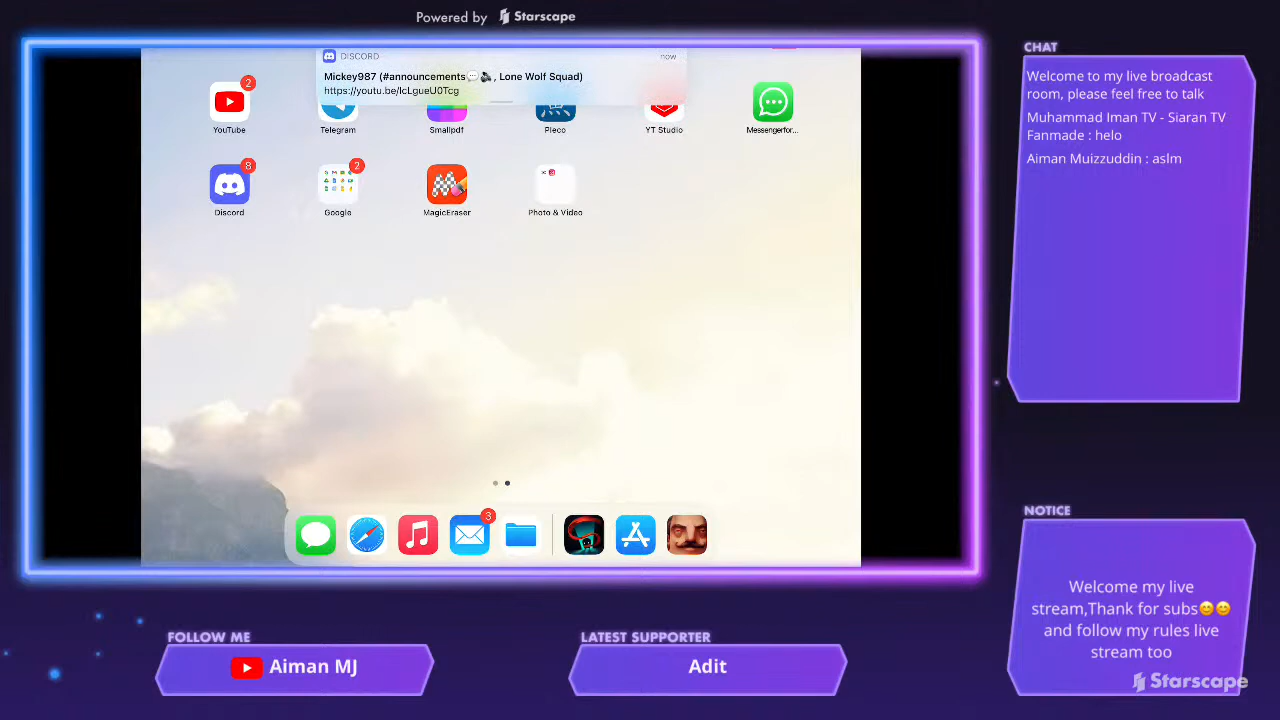 Powered by Starscape
DISCORD now
Mickey987 (#announcements💬🔊, Lone Wolf Squad)
https://youtu.be/lcLgueU0Tcg
2
YouTube
Telegram
Smallpdf
Pleco
YT Studio
Messengerfor...
8
2
Discord
Google
MagicEraser
Photo & Video
3
CHAT
Welcome to my live broadcast
room, please feel free to talk
Muhammad Iman TV - Siaran TV
Fanmade : helo
Aiman Muizzuddin : aslm
NOTICE
Welcome my live
stream,Thank for subs😊😊
and follow my rules live
stream too
Starscape
FOLLOW ME
Aiman MJ
LATEST SUPPORTER
Adit